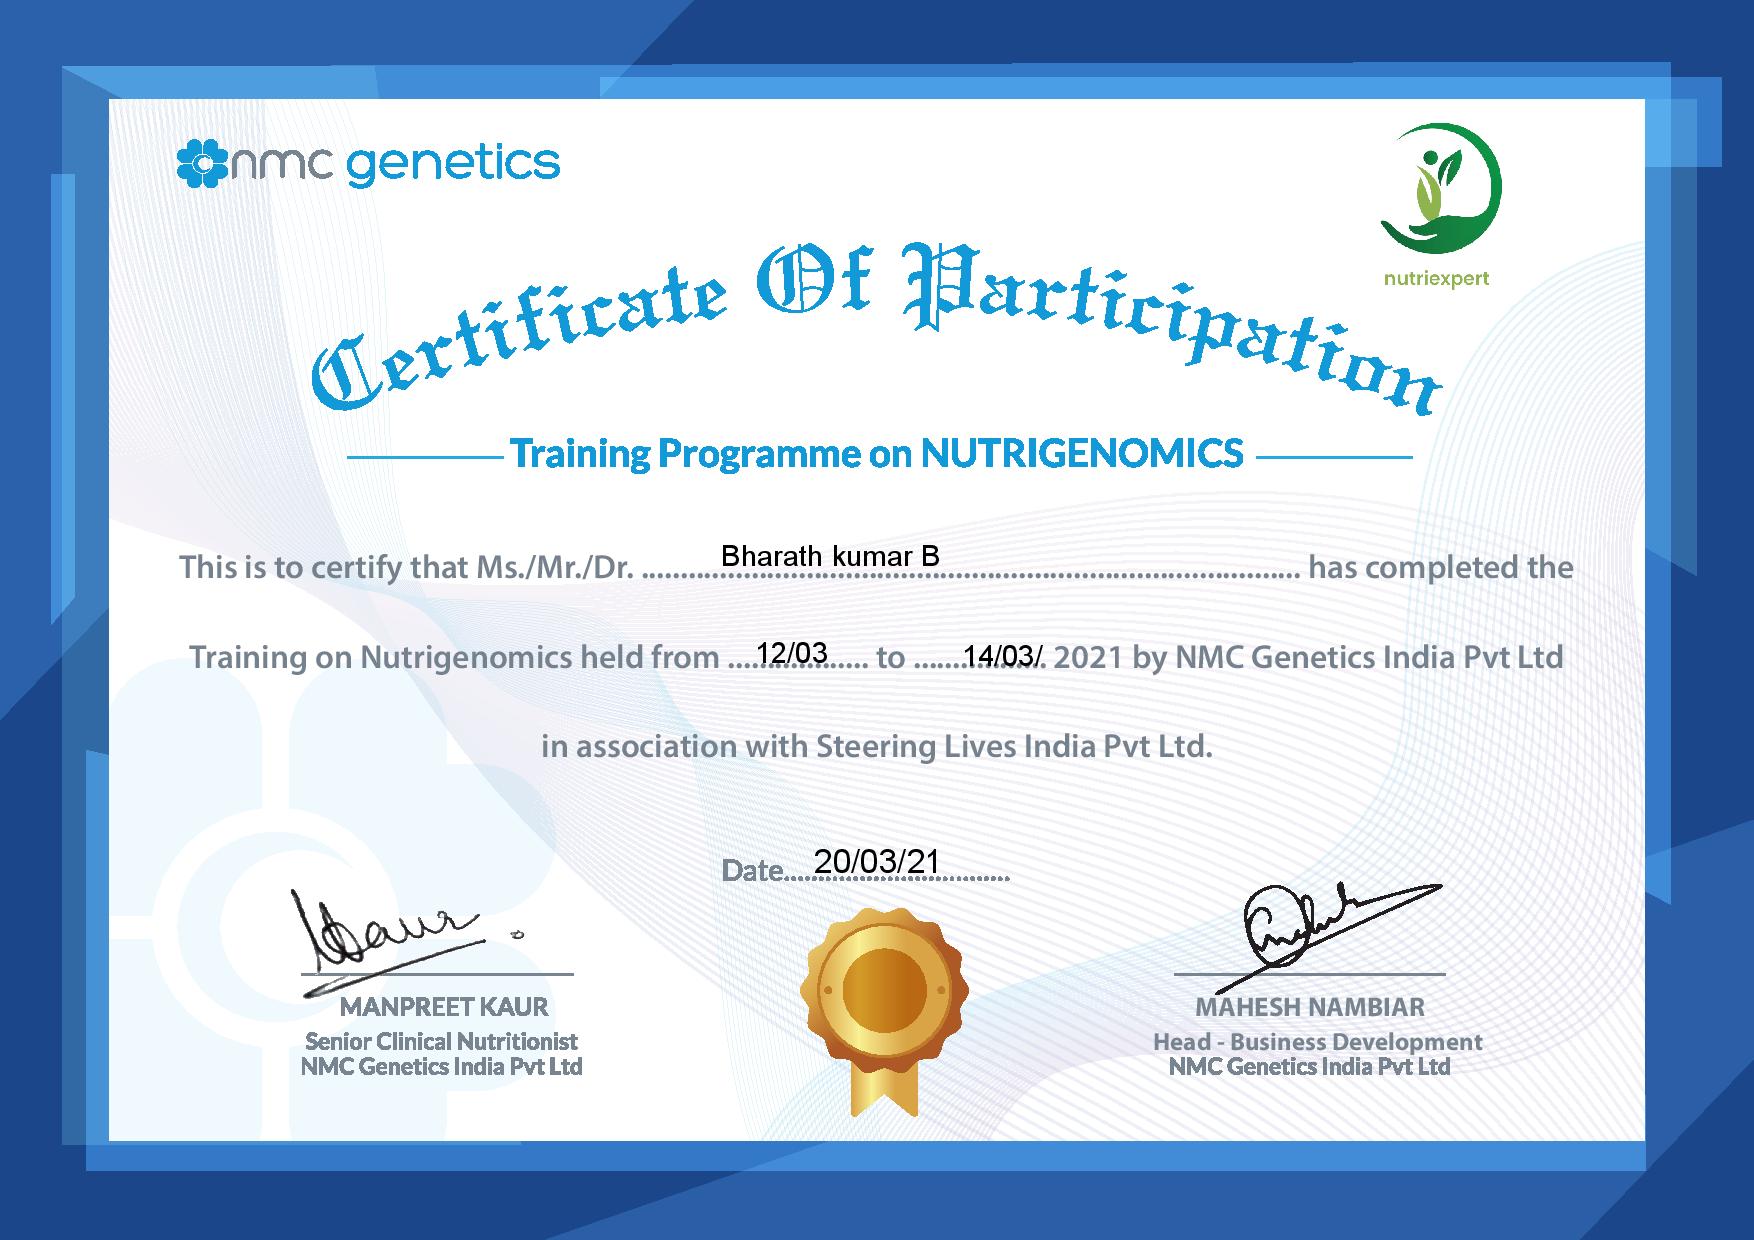 nmc genetics
nutriexpert
Certificate Of Participation
Training Programme on NUTRIGENOMICS
This is to certify that Ms./Mr./Dr. ........Bharath kumar B........ has completed the
Training on Nutrigenomics held from ....12/03..... to .......14/03/. 2021 by NMC Genetics India Pvt Ltd
in association with Steering Lives India Pvt Ltd.
Date....20/03/21.........
Kaur
MANPREET KAUR
Senior Clinical Nutritionist
NMC Genetics India Pvt Ltd
MAHESH NAMBIAR
Head - Business Development
NMC Genetics India Pvt Ltd